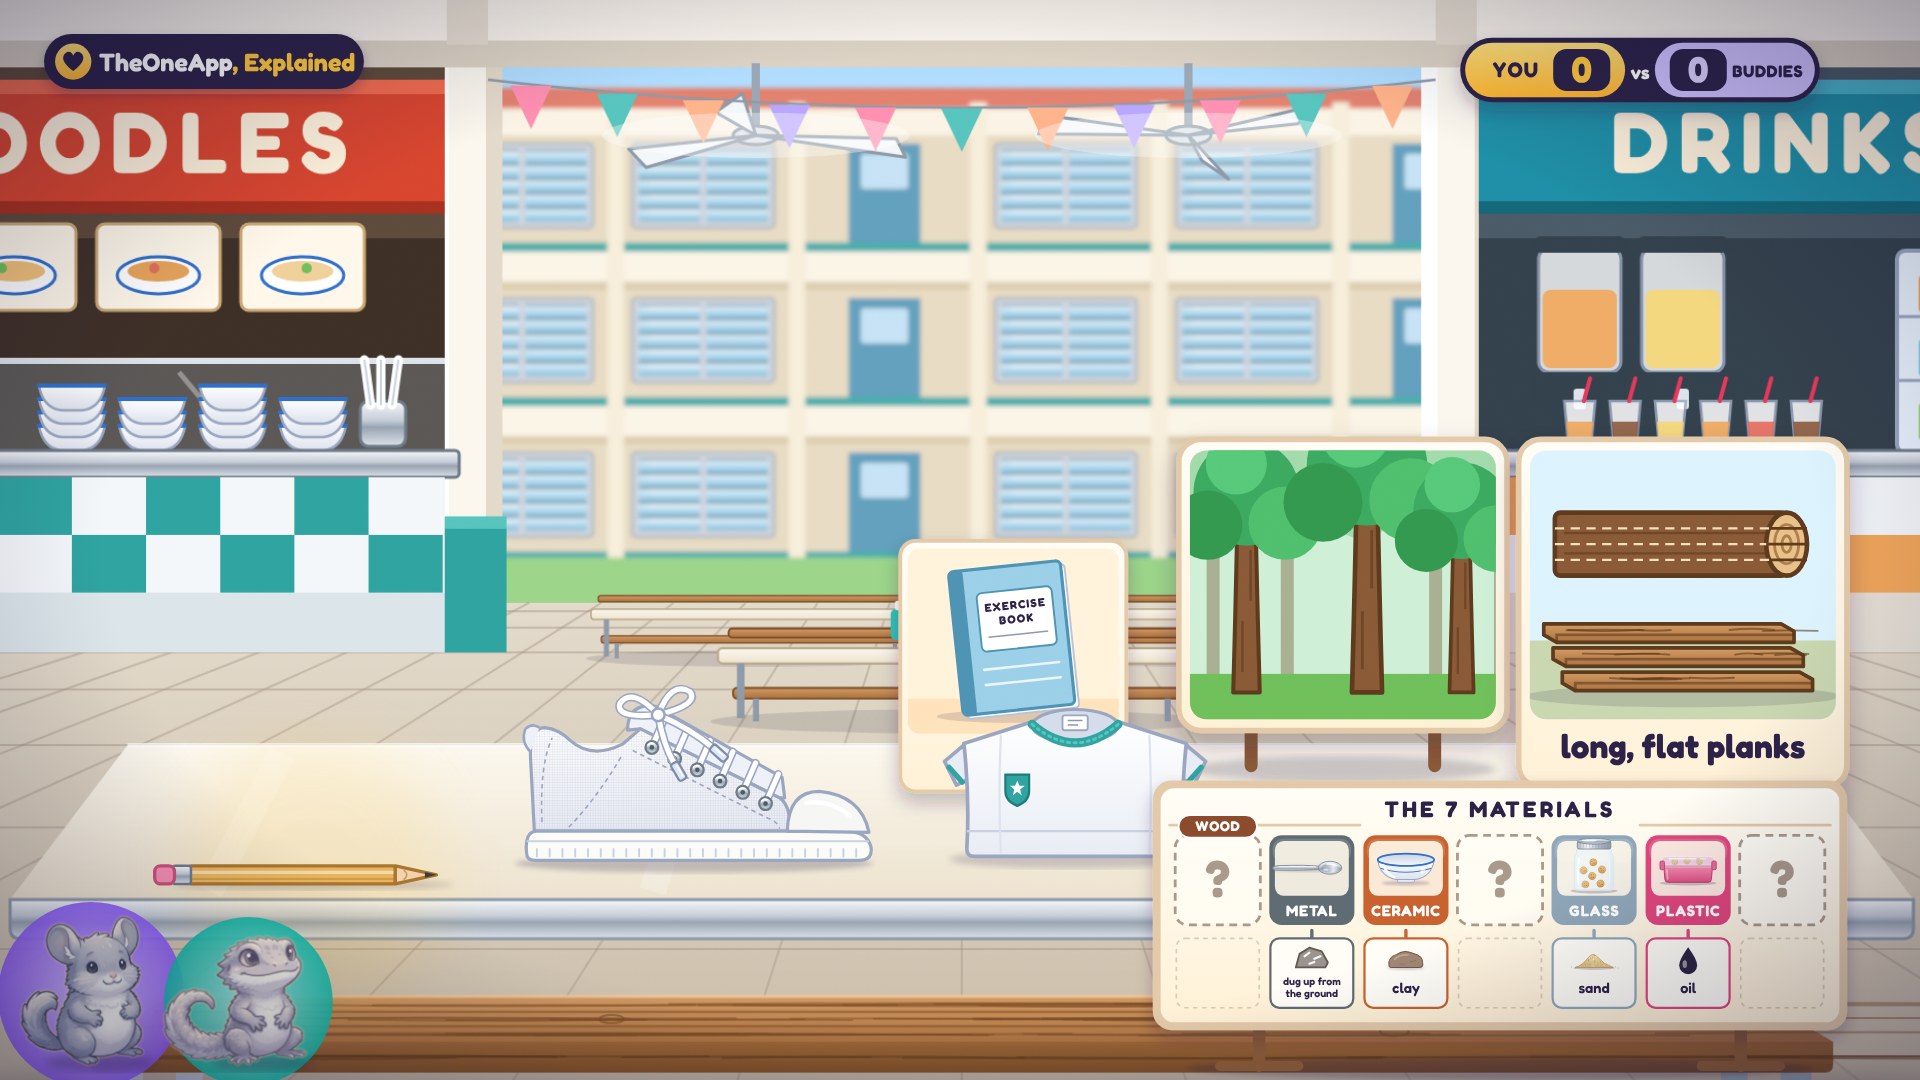 TheOneApp, Explained
YOU 0 vs 0 BUDDIES
OODLES
DRINKS
EXERCISE
BOOK
long, flat planks
THE 7 MATERIALS
WOOD
? ? ?
METAL CERAMIC GLASS PLASTIC
dug up from
the ground
clay
sand
oil